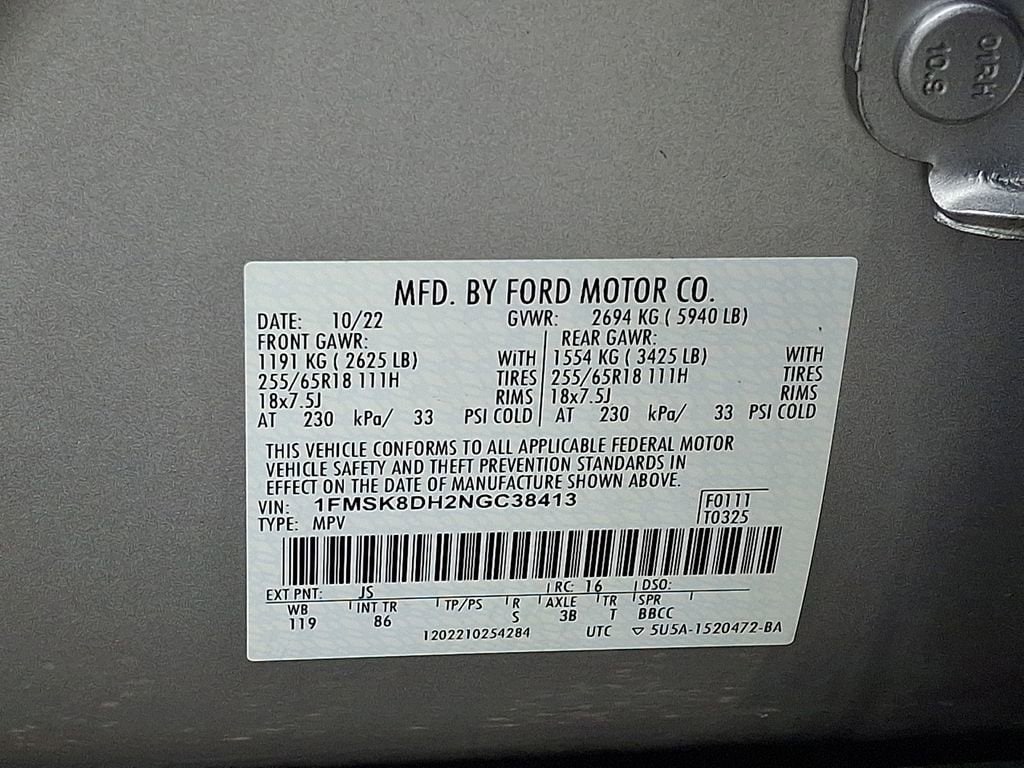 01RH
10.9
MFD. BY FORD MOTOR CO.
DATE: 10/22 GVWR: 2694 KG ( 5940 LB)
FRONT GAWR: REAR GAWR:
1191 KG ( 2625 LB) WiTH 1554 KG ( 3425 LB) WITH
255/65R18 111H TIRES 255/65R18 111H TIRES
18x7.5J RIMS 18x7.5J RIMS
AT 230 kPa/ 33 PSI COLD AT 230 kPa/ 33 PSI COLD
THIS VEHICLE CONFORMS TO ALL APPLICABLE FEDERAL MOTOR
VEHICLE SAFETY AND THEFT PREVENTION STANDARDS IN
EFFECT ON THE DATE OF MANUFACTURE SHOWN ABOVE.
VIN: 1FMSK8DH2NGC38413 F0111
TYPE: MPV T0325
EXT PNT: JS RC: 16 DSO:
WB INT TR TP/PS R AXLE TR SPR
119 86 S 3B T BBCC
1202210254284 UTC ▽ 5U5A-1520472-BA